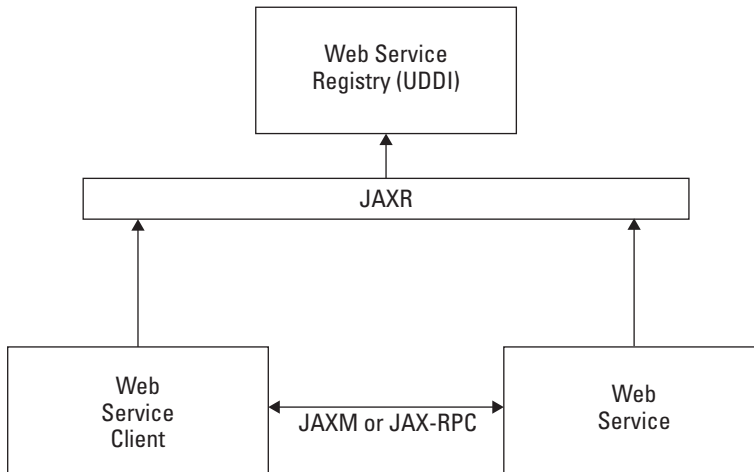 Web Service
Registry (UDDI)
JAXR
Web
Service
Client
JAXM or JAX-RPC
Web
Service